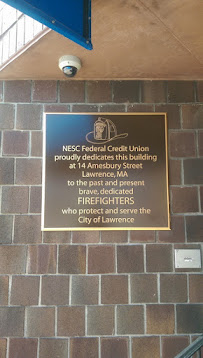 NESC Federal Credit Union
proudly dedicates this building
at 14 Amesbury Street
Lawrence, MA
to the past and present
brave, dedicated
FIREFIGHTERS
who protect and serve the
City of Lawrence